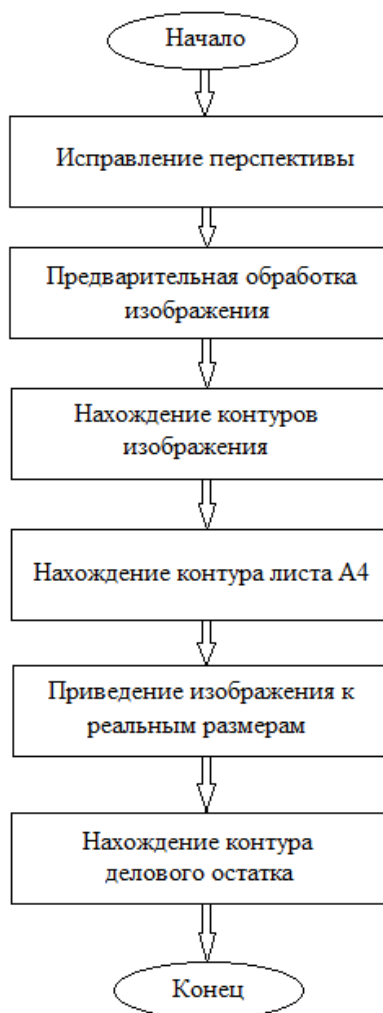 Начало
Исправление перспективы
Предварительная обработка
изображения
Нахождение контуров
изображения
Нахождение контура листа А4
Приведение изображения к
реальным размерам
Нахождение контура
делового остатка
Конец